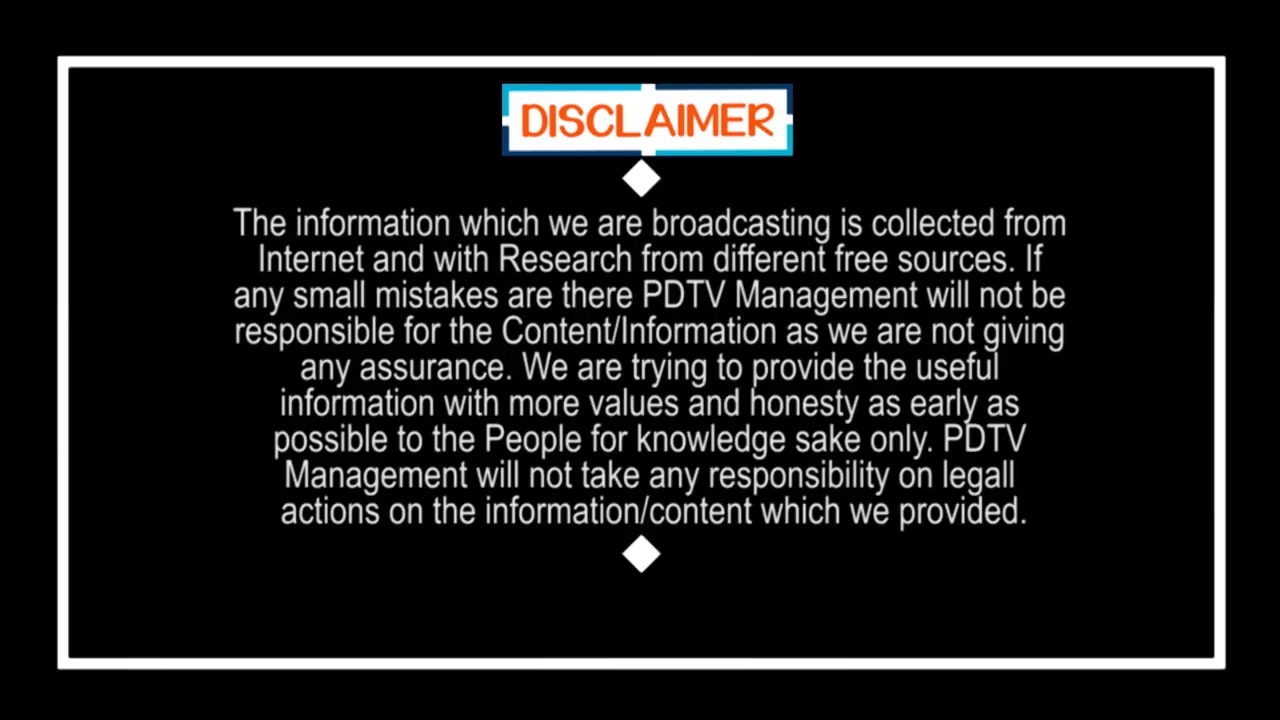 DISCLAIMER
The information which we are broadcasting is collected from
Internet and with Research from different free sources. If
any small mistakes are there PDTV Management will not be
responsible for the Content/Information as we are not giving
any assurance. We are trying to provide the useful
information with more values and honesty as early as
possible to the People for knowledge sake only. PDTV
Management will not take any responsibility on legall
actions on the information/content which we provided.